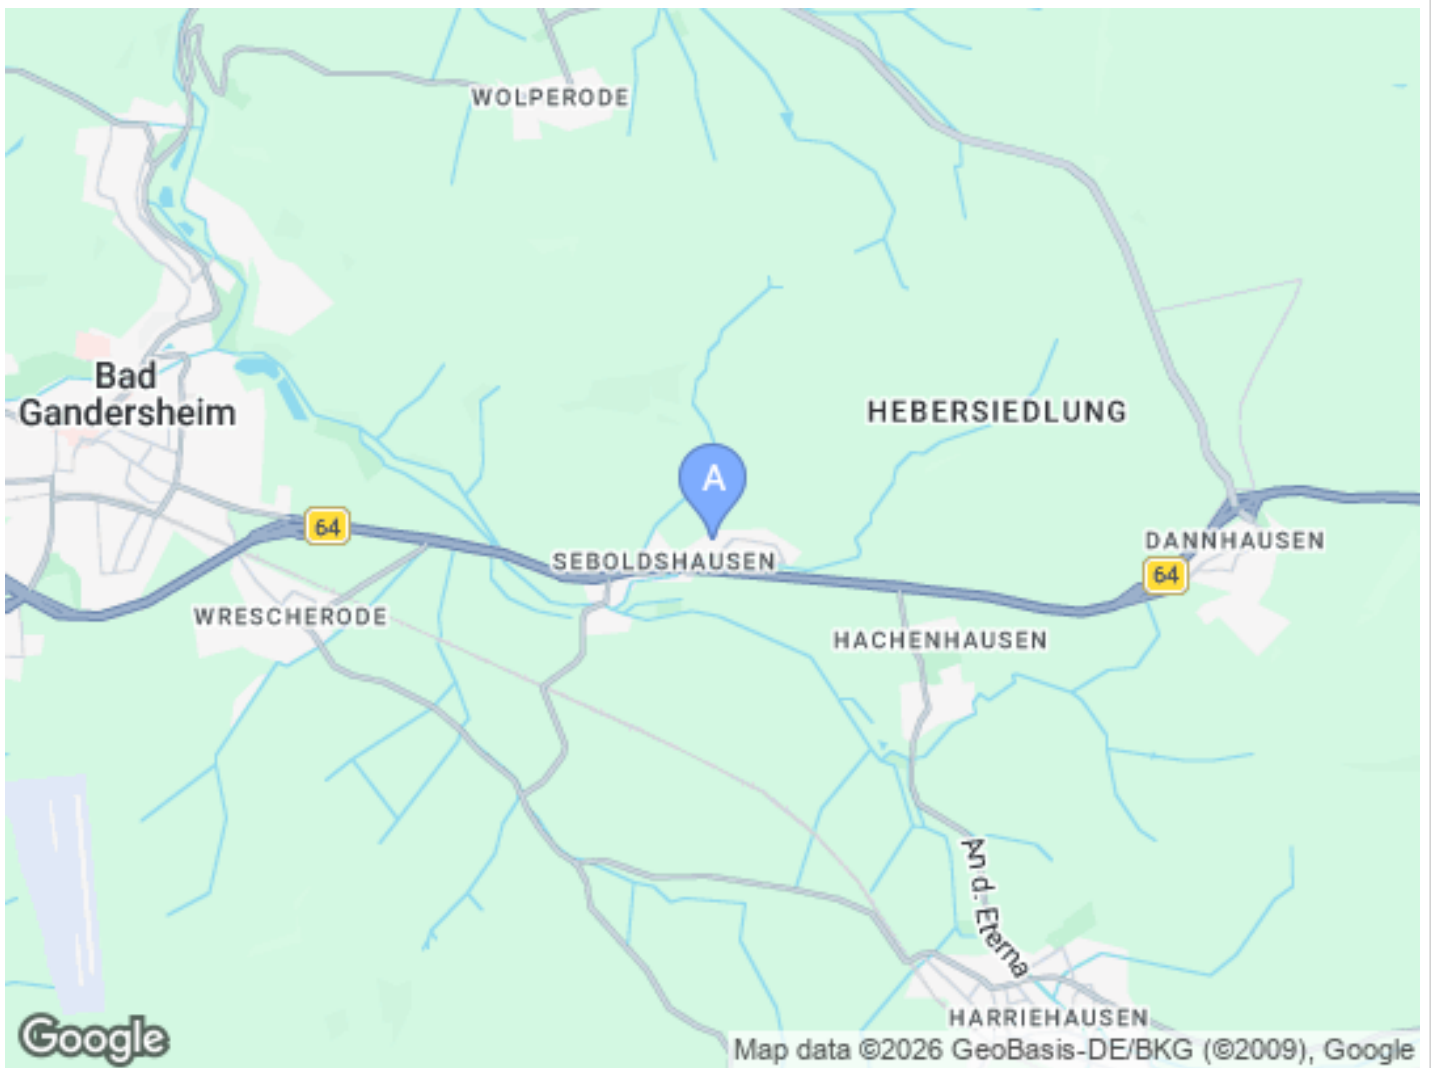 WOLPERODE
Bad
Gandersheim
HEBERSIEDLUNG
A
64
SEBOLDSHAUSEN
DANNHAUSEN
64
WRESCHERODE
HACHENHAUSEN
An d. Eterna
HARRIEHAUSEN
Google
Map data ©2026 GeoBasis-DE/BKG (©2009), Google